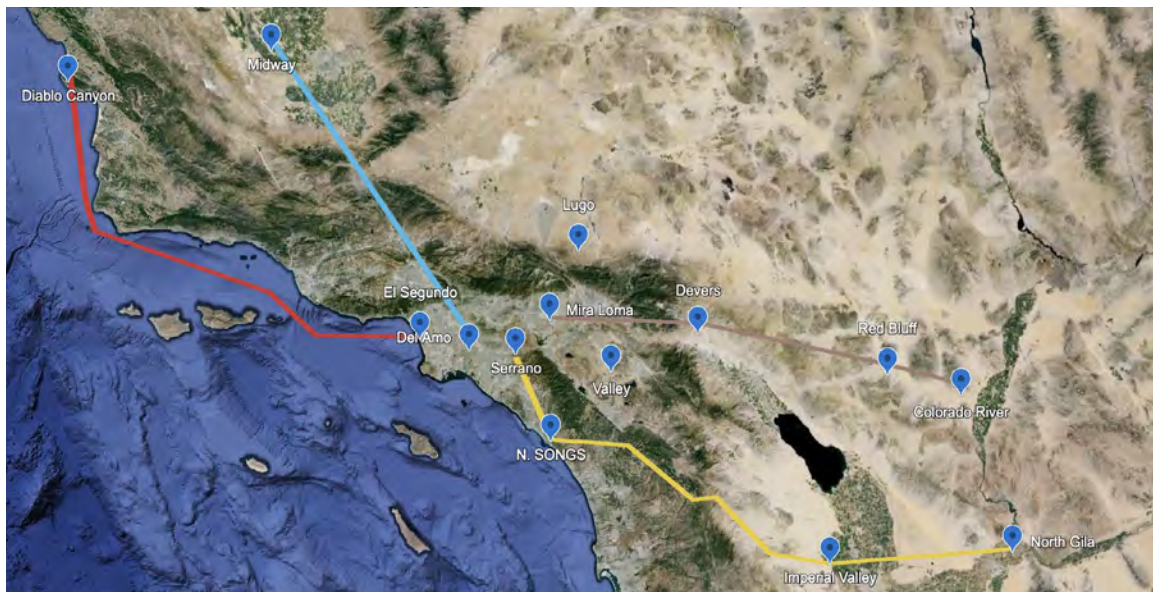 Midway
Diablo Canyon
Lugo
El Segundo
Mira Loma
Devers
Del Amo
Red Bluff
Serrano
Valley
Colorado River
N. SONGS
North Gila
Imperial Valley